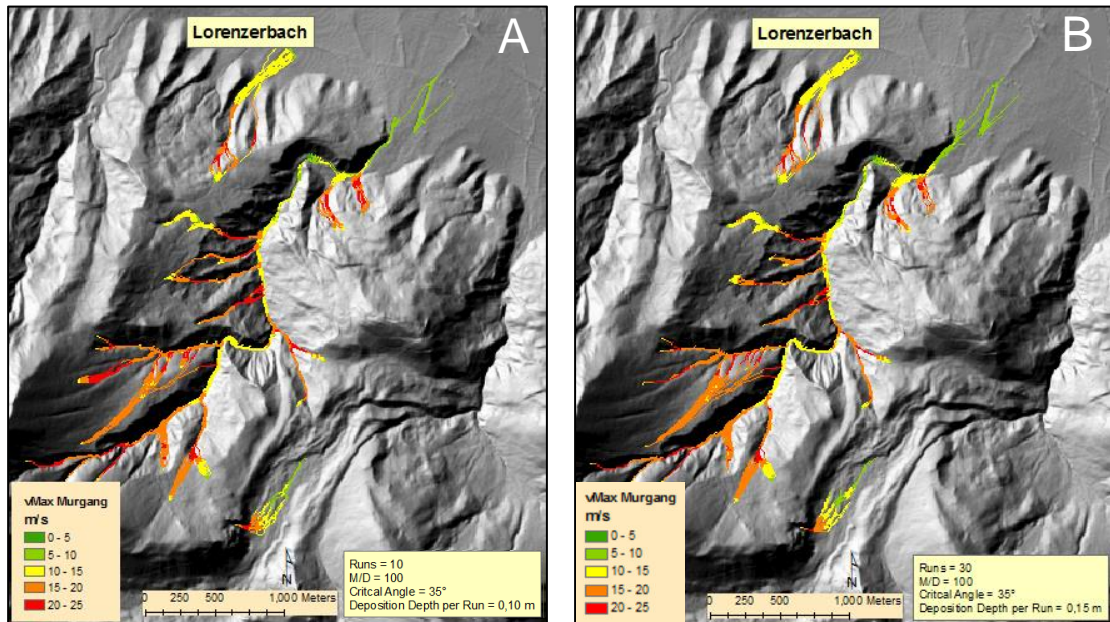 Lorenzerbach
A
vMax Murgang
m/s
0 - 5
5 - 10
10 - 15
15 - 20
20 - 25
N
0 250 500 1,000 Meters
Runs = 10
M/D = 100
Critcal Angle = 35°
Deposition Depth per Run = 0,10 m
Lorenzerbach
B
vMax Murgang
m/s
0 - 5
5 - 10
10 - 15
15 - 20
20 - 25
N
0 250 500 1,000 Meters
Runs = 30
M/D = 100
Critcal Angle = 35°
Deposition Depth per Run = 0,15 m